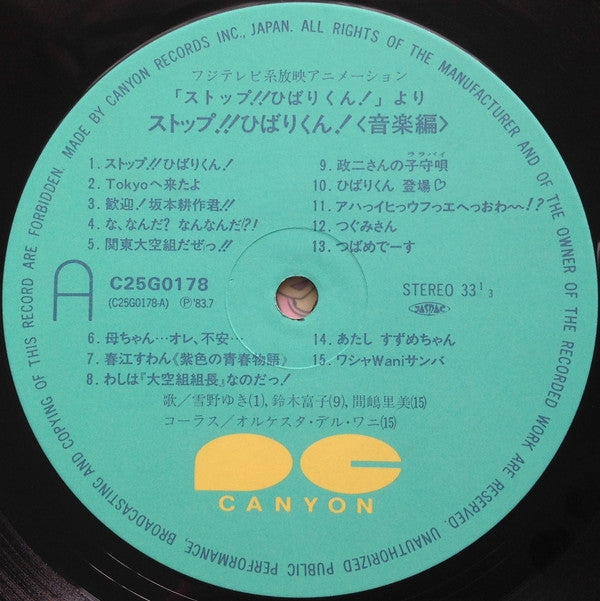 MADE BY CANYON RECORDS INC., JAPAN. ALL RIGHTS OF THE MANUFACTURER AND OF THE OWNER OF THE RECORDED WORK ARE RESERVED. UNAUTHORIZED PUBLIC PERFORMANCE, BROADCASTING AND COPYING OF THIS RECORD ARE FORBIDDEN.
フジテレビ系放映アニメーション
「ストップ!!ひばりくん!」より
ストップ!!ひばりくん!〈音楽編〉
1. ストップ!!ひばりくん!
2. Tokyoへ来たよ
3. 歓迎!坂本耕作君!!
4. な、なんだ? なんなんだ?!
5. 関東大空組だぜっ!!
ララバイ
9. 政二さんの子守唄
10. ひばりくん 登場♡
11. アハっイヒっウフっエへっおわ〜!?
12. つぐみさん
13. つばめでーす
A
C25G0178
(C25G0178-A) Ⓟ'83.7
STEREO 33 1/3
JASRAC
6. 母ちゃん…オレ、不安…
7. 春江すわん《紫色の青春物語》
8. わしは『大空組組長』なのだっ!
14. あたし すずめちゃん
15. ワシャWaniサンバ
歌/雪野ゆき(1), 鈴木富子(9), 間嶋里美(15)
コーラス/オルケスタ・デル・ワニ(15)
CANYON